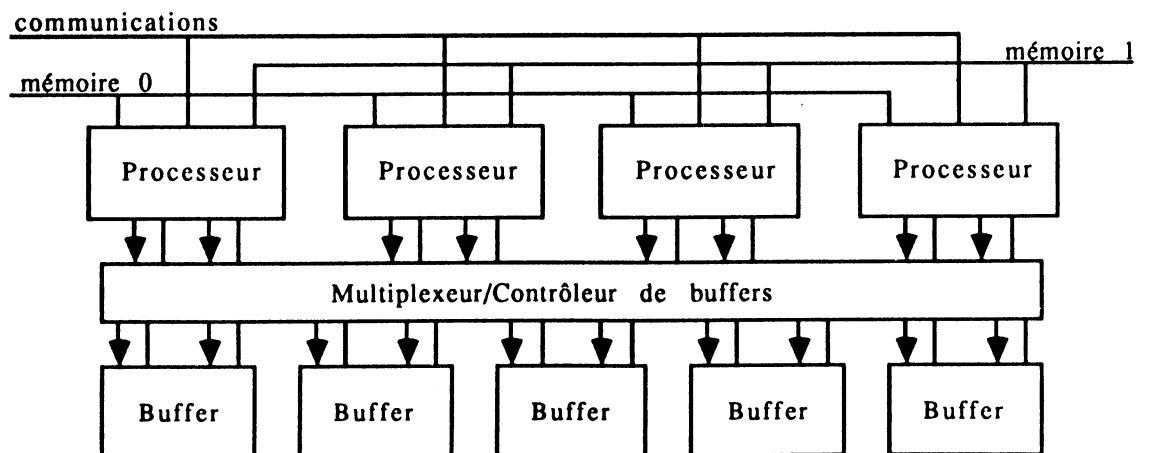 communications
mémoire 1
mémoire 0
Processeur Processeur Processeur Processeur
Multiplexeur/Contrôleur de buffers
Buffer Buffer Buffer Buffer Buffer